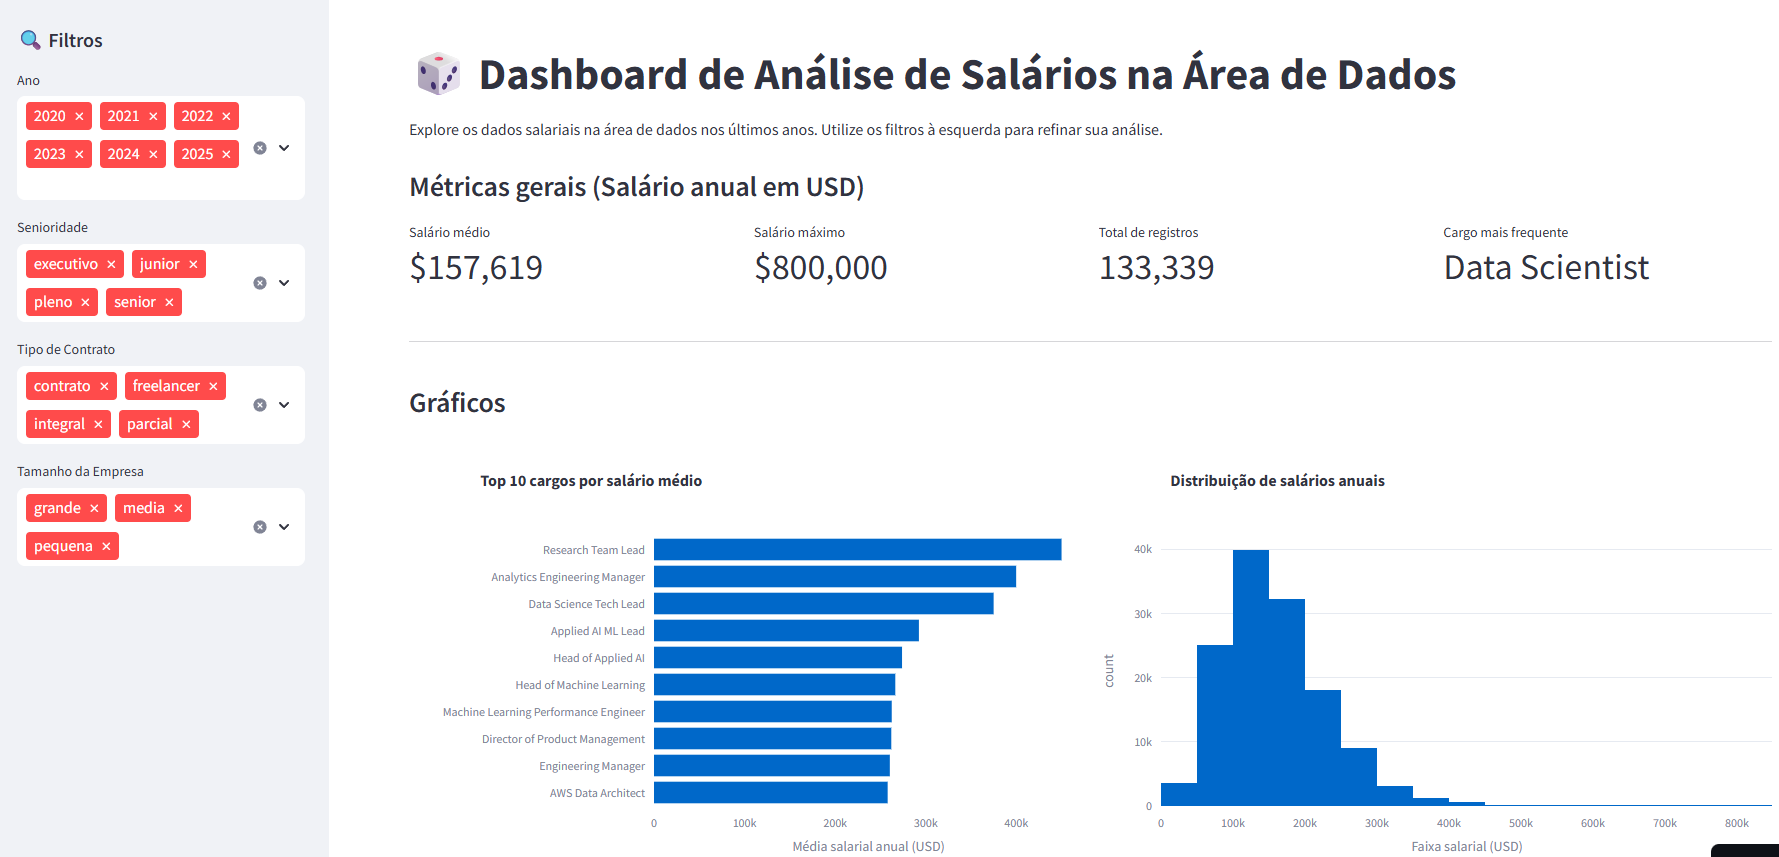 Filtros
Ano
2020 × 2021 × 2022 ×
2023 × 2024 × 2025 ×
Senioridade
executivo × junior ×
pleno × senior ×
Tipo de Contrato
contrato × freelancer ×
integral × parcial ×
Tamanho da Empresa
grande × media ×
pequena ×
Dashboard de Análise de Salários na Área de Dados
Explore os dados salariais na área de dados nos últimos anos. Utilize os filtros à esquerda para refinar sua análise.
Métricas gerais (Salário anual em USD)
Salário médio
$157,619
Salário máximo
$800,000
Total de registros
133,339
Cargo mais frequente
Data Scientist
Gráficos
Top 10 cargos por salário médio
Research Team Lead
Analytics Engineering Manager
Data Science Tech Lead
Applied AI ML Lead
Head of Applied AI
Head of Machine Learning
Machine Learning Performance Engineer
Director of Product Management
Engineering Manager
AWS Data Architect
0 100k 200k 300k 400k
Média salarial anual (USD)
Distribuição de salários anuais
40k
30k
20k
10k
0
count
0 100k 200k 300k 400k 500k 600k 700k 800k
Faixa salarial (USD)